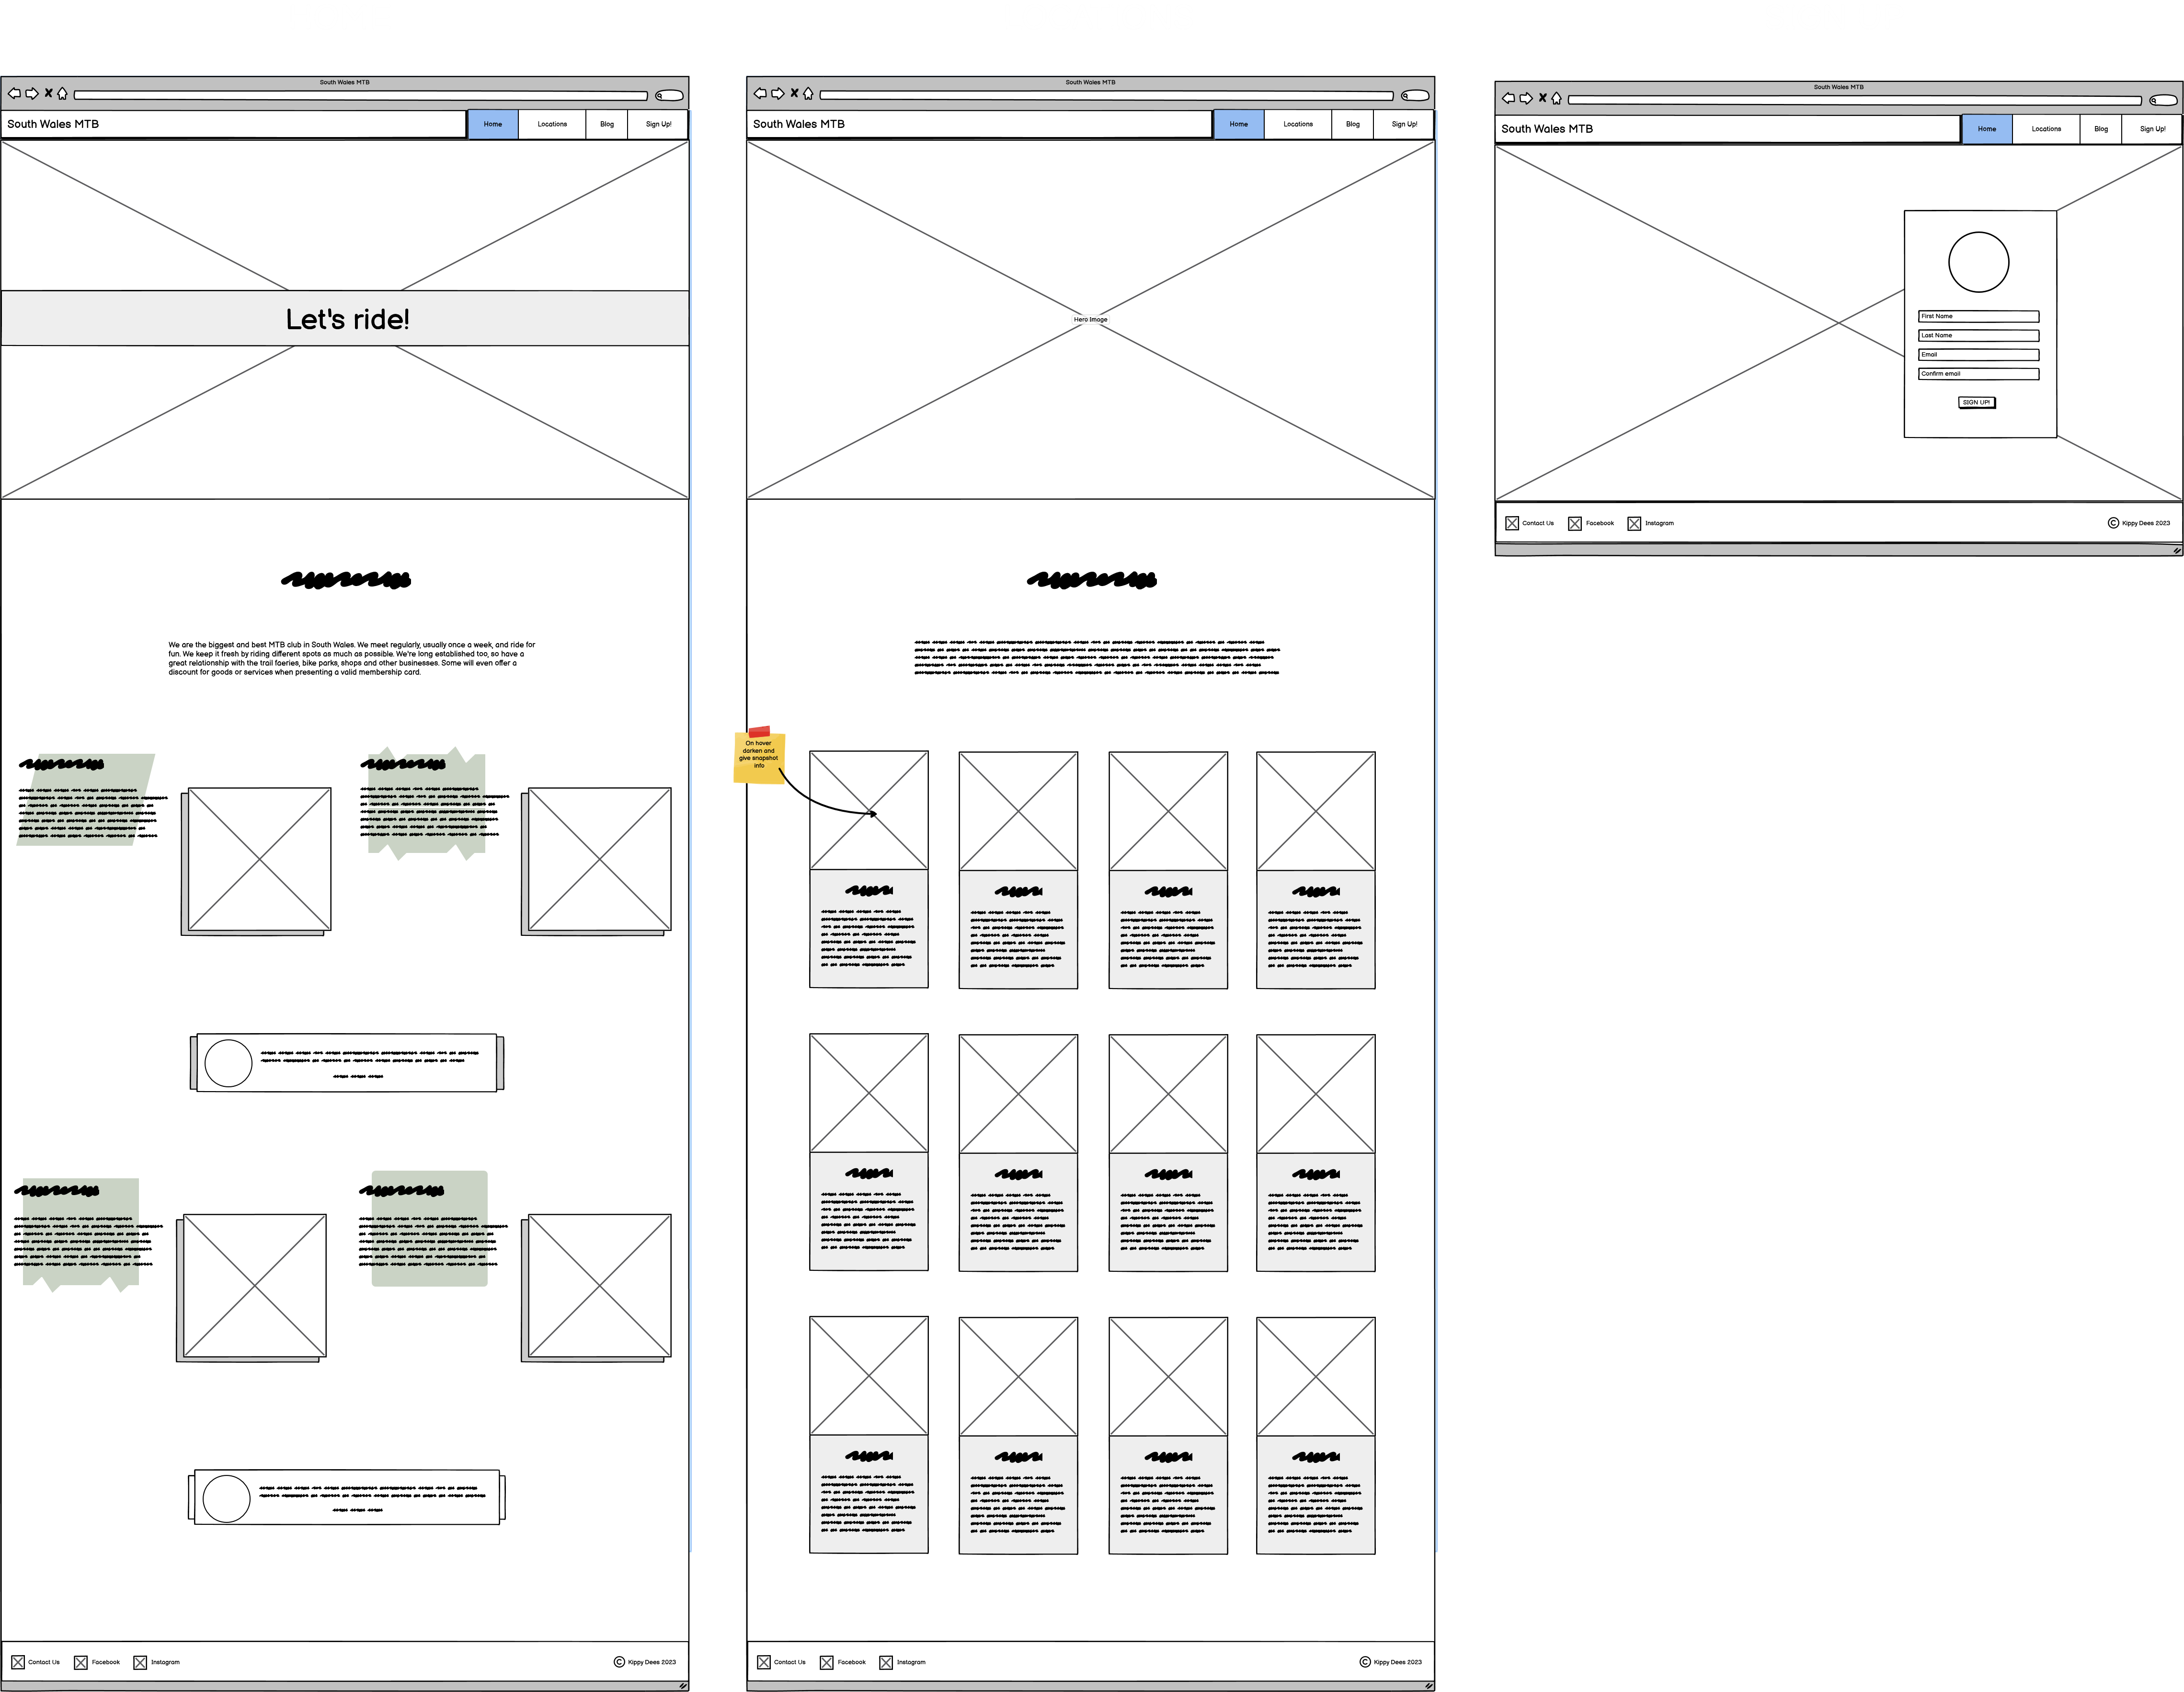 South Wales MTB
South Wales MTB
Home
Locations
Blog
Sign Up!
Let's ride!
We are the biggest and best MTB club in South Wales. We meet regularly, usually once a week, and ride for
fun. We keep it fresh by riding different spots as much as possible. We're long established too, so have a
great relationship with the trail faeries, bike parks, shops and other businesses. Some will even offer a
discount for goods or services when presenting a valid membership card.
Contact Us
Facebook
Instagram
© Kippy Dees 2023
South Wales MTB
South Wales MTB
Home
Locations
Blog
Sign Up!
Hero Image
On hover
darken and
give snapshot
info
Contact Us
Facebook
Instagram
© Kippy Dees 2023
South Wales MTB
South Wales MTB
Home
Locations
Blog
Sign Up!
First Name
Last Name
Email
Confirm email
SIGN UP!
Contact Us
Facebook
Instagram
© Kippy Dees 2023